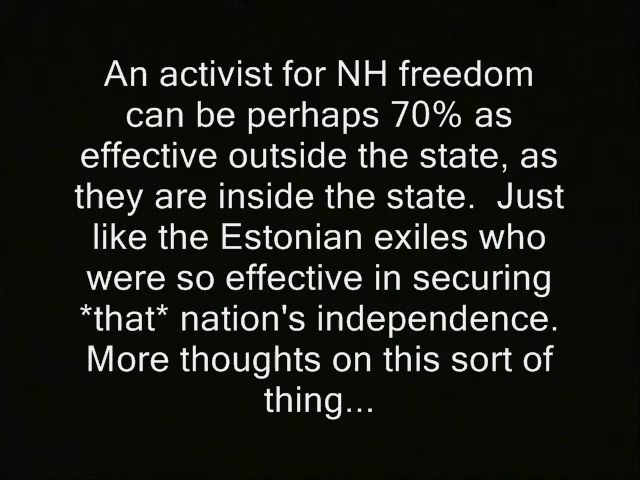 An activist for NH freedom
can be perhaps 70% as
effective outside the state, as
they are inside the state.  Just
like the Estonian exiles who
were so effective in securing
*that* nation's independence.
More thoughts on this sort of
thing...